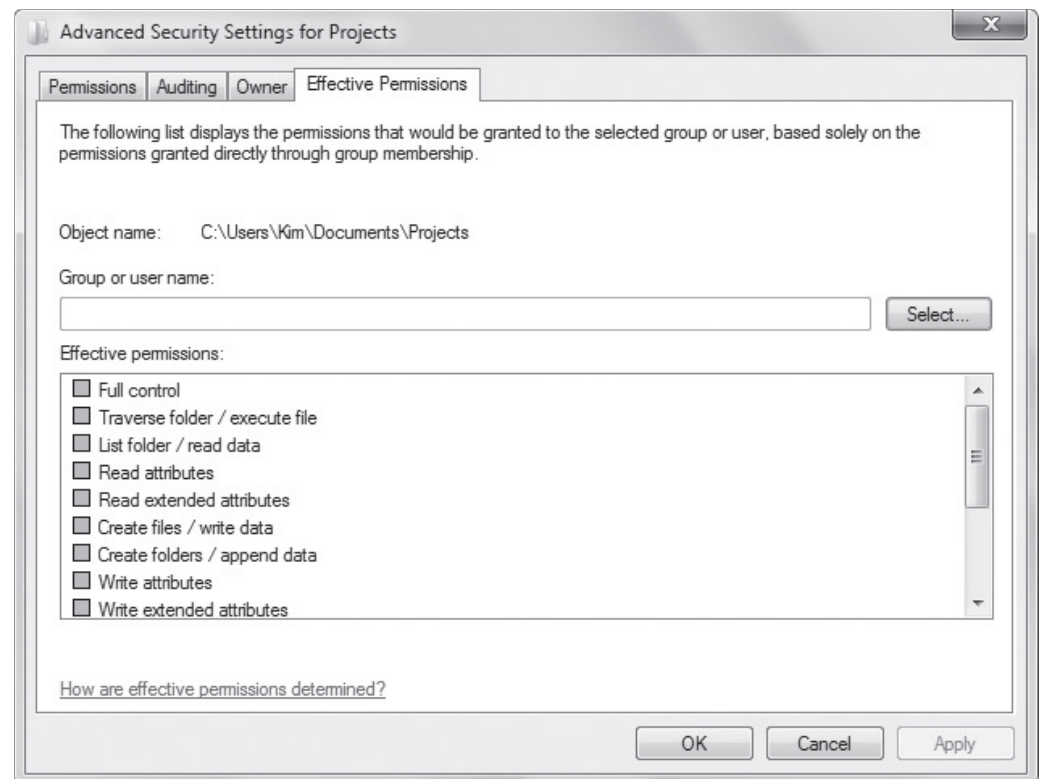 Advanced Security Settings for Projects
X
Permissions Auditing Owner Effective Permissions
The following list displays the permissions that would be granted to the selected group or user, based solely on the
permissions granted directly through group membership.
Object name: C:\Users\Kim\Documents\Projects
Group or user name:
Select...
Effective permissions:
Full control
Traverse folder / execute file
List folder / read data
Read attributes
Read extended attributes
Create files / write data
Create folders / append data
Write attributes
Write extended attributes
How are effective permissions determined?
OK Cancel Apply